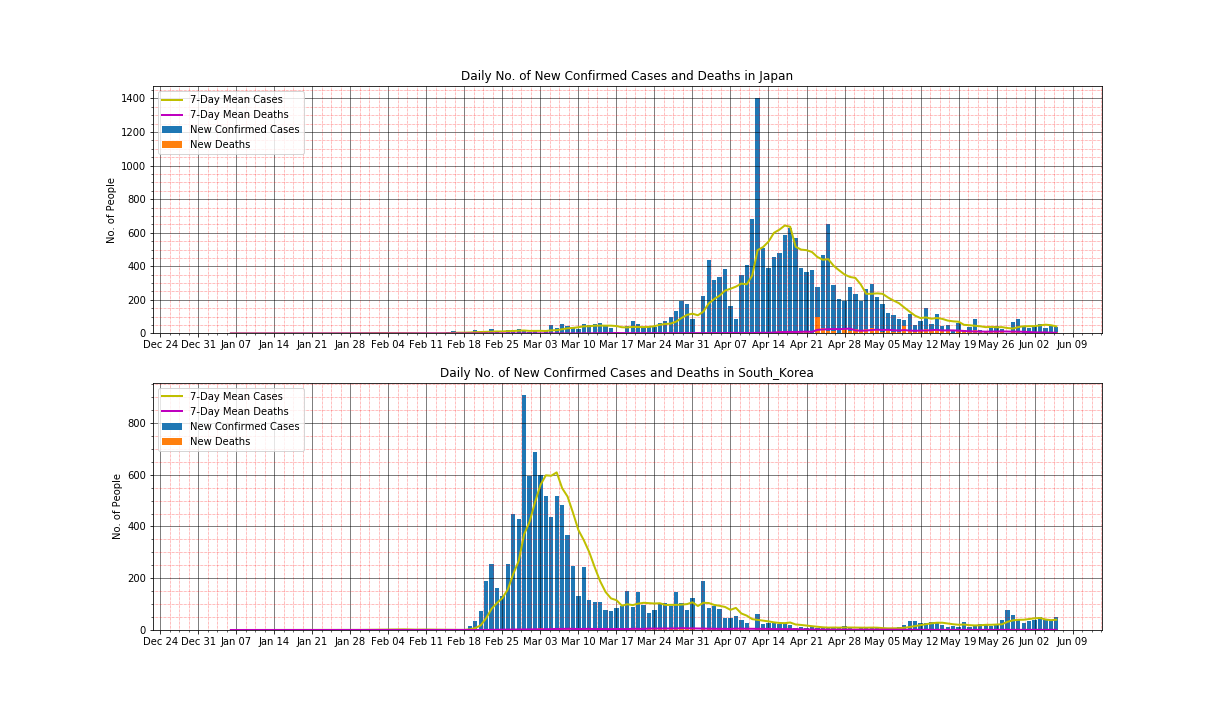 Daily No. of New Confirmed Cases and Deaths in Japan
7-Day Mean Cases
7-Day Mean Deaths
New Confirmed Cases
New Deaths
No. of People
1400
1200
1000
800
600
400
200
0
Dec 24 Dec 31 Jan 07 Jan 14 Jan 21 Jan 28 Feb 04 Feb 11 Feb 18 Feb 25 Mar 03 Mar 10 Mar 17 Mar 24 Mar 31 Apr 07 Apr 14 Apr 21 Apr 28 May 05 May 12 May 19 May 26 Jun 02 Jun 09
Daily No. of New Confirmed Cases and Deaths in South_Korea
7-Day Mean Cases
7-Day Mean Deaths
New Confirmed Cases
New Deaths
No. of People
800
600
400
200
0
Dec 24 Dec 31 Jan 07 Jan 14 Jan 21 Jan 28 Feb 04 Feb 11 Feb 18 Feb 25 Mar 03 Mar 10 Mar 17 Mar 24 Mar 31 Apr 07 Apr 14 Apr 21 Apr 28 May 05 May 12 May 19 May 26 Jun 02 Jun 09